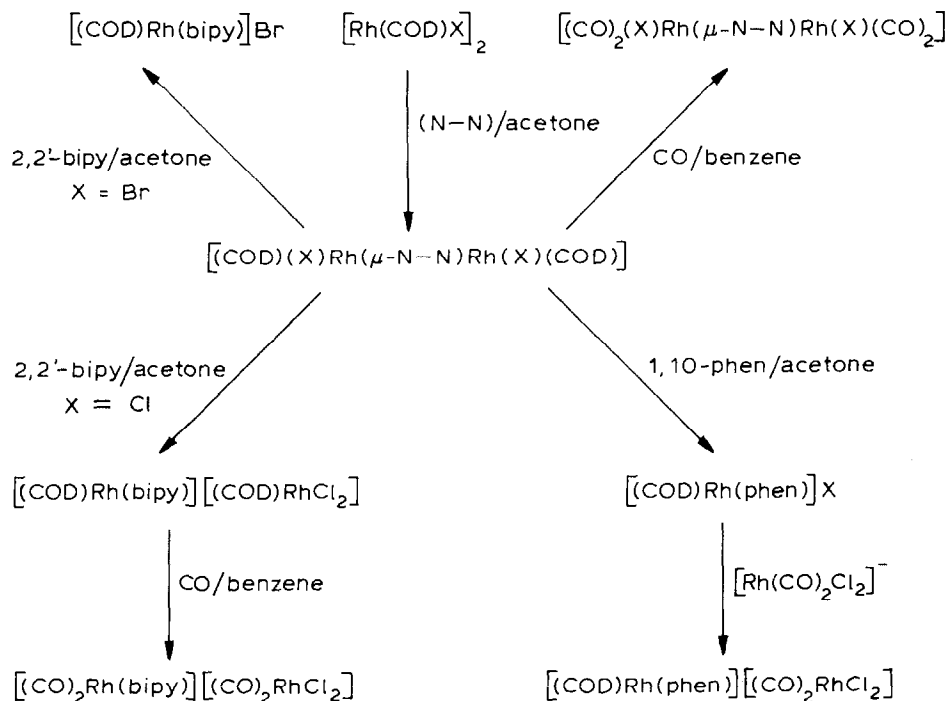 [(COD)Rh(bipy)]Br
[Rh(COD)X]₂
[(CO)₂(X)Rh(μ-N-N)Rh(X)(CO)₂]
(N-N)/acetone
2,2'-bipy/acetone
X = Br
CO/benzene
[(COD)(X)Rh(μ-N-N)Rh(X)(COD)]
2,2'-bipy/acetone
X = Cl
1,10-phen/acetone
[(COD)Rh(bipy)][(COD)RhCl₂]
[(COD)Rh(phen)]X
CO/benzene
[Rh(CO)₂Cl₂]⁻
[(CO)₂Rh(bipy)][(CO)₂RhCl₂]
[(COD)Rh(phen)][(CO)₂RhCl₂]